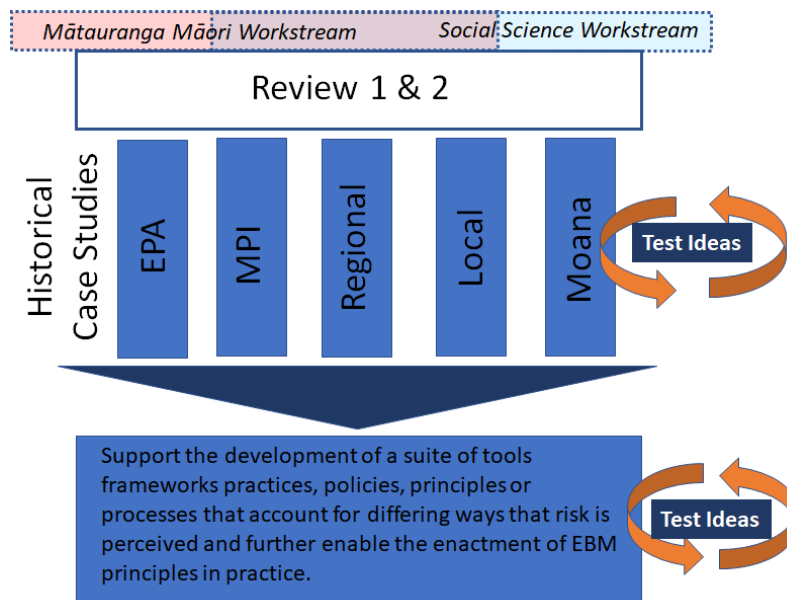 Mātauranga Māori Workstream
Social Science Workstream
Review 1 & 2
Historical
Case Studies
EPA
MPI
Regional
Local
Moana
Test Ideas
Support the development of a suite of tools
frameworks practices, policies, principles or
processes that account for differing ways that risk is
perceived and further enable the enactment of EBM
principles in practice.
Test Ideas